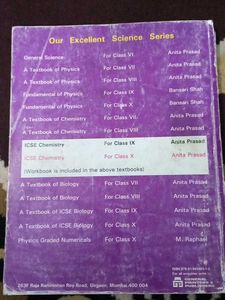 Our Excellent Science Series
General Science For Class VI Anita Prasad
A Textbook of Physics For Class VII Anita Prasad
A Textbook of Physics For Class VIII Anita Prasad
Fundamental of Physics For Class IX Bansari Shah
Fundamental of Physics For Class X Bansari Shah
A Textbook of Chemistry For Class VII Anita Prasad
A Textbook of Chemistry For Class VIII Anita Prasad
ICSE Chemistry For Class IX Anita Prasad
ICSE Chemistry For Class X Anita Prasad
(Workbook is included in the above textbooks)
A Textbook of Biology For Class VII Anita Prasad
A Textbook of Biology For Class VIII Anita Prasad
A Textbook of ICSE Biology For Class IX Anita Prasad
A Textbook of ICSE Biology For Class X Anita Prasad
Physics Graded Numericals For Class X M. Raphael
263F Raja Rammohan Roy Road, Girgaon, Mumbai 400 004